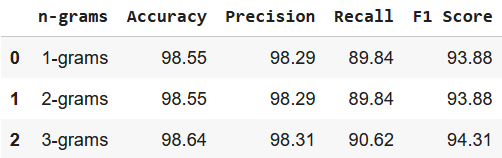 n-grams Accuracy Precision Recall F1 Score
0 1-grams 98.55 98.29 89.84 93.88
1 2-grams 98.55 98.29 89.84 93.88
2 3-grams 98.64 98.31 90.62 94.31